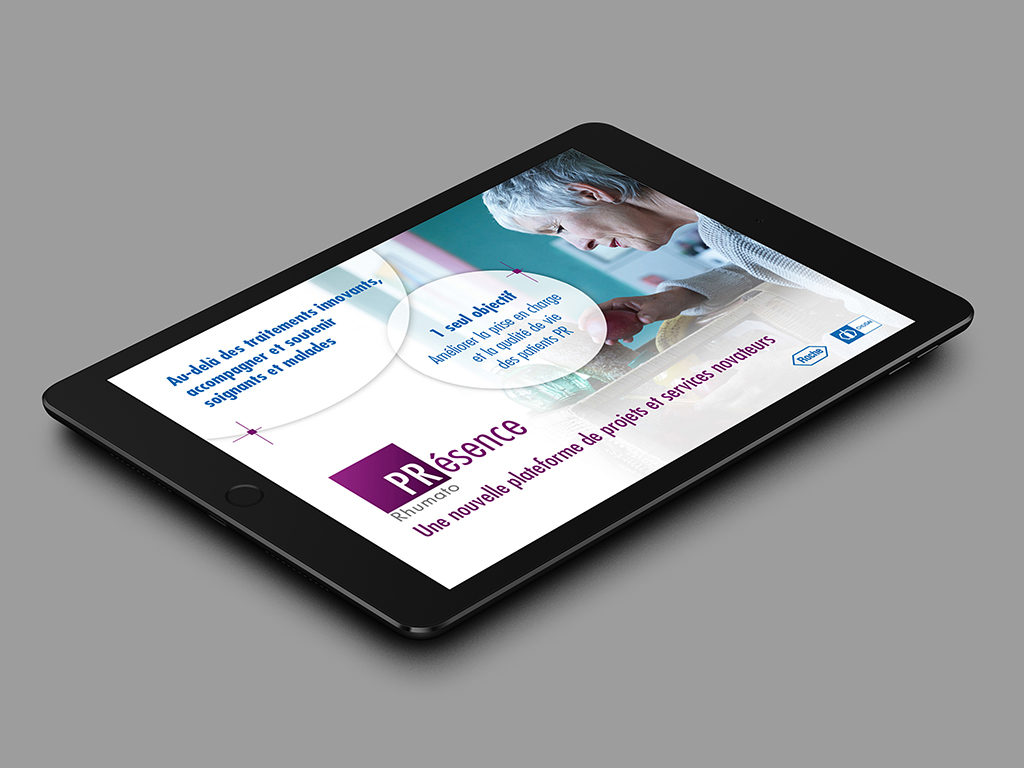 Au-delà des traitements innovants,
accompagner et soutenir
soignants et malades
1 seul objectif
Améliorer la prise en charge
et la qualité de vie
des patients PR
PRésence
Rhumato
Une nouvelle plateforme de projets et services novateurs
Roche